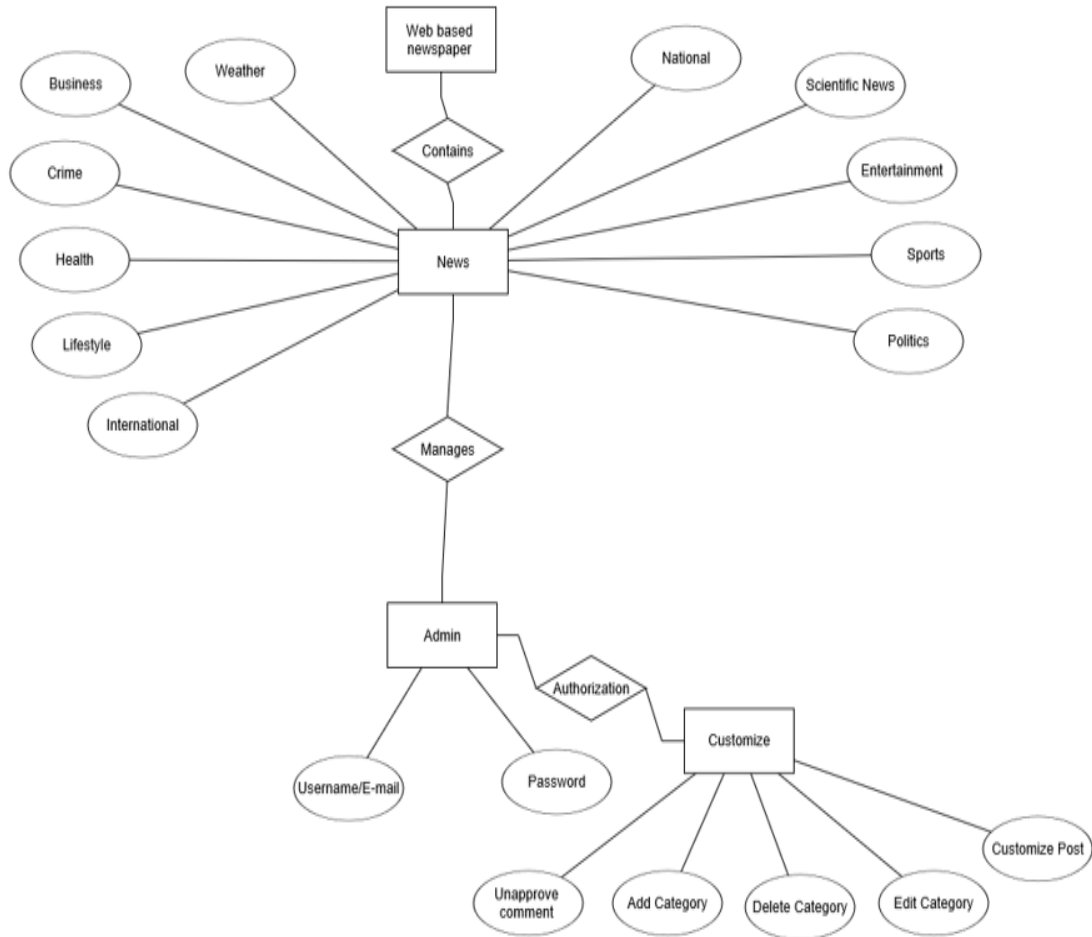 Web based
newspaper
National
Weather
Business
Scientific News
Contains
Crime
Entertainment
News
Health
Sports
Lifestyle
Politics
International
Manages
Admin
Authorization
Customize
Username/E-mail
Password
Customize Post
Unapprove
comment
Add Category
Delete Category
Edit Category